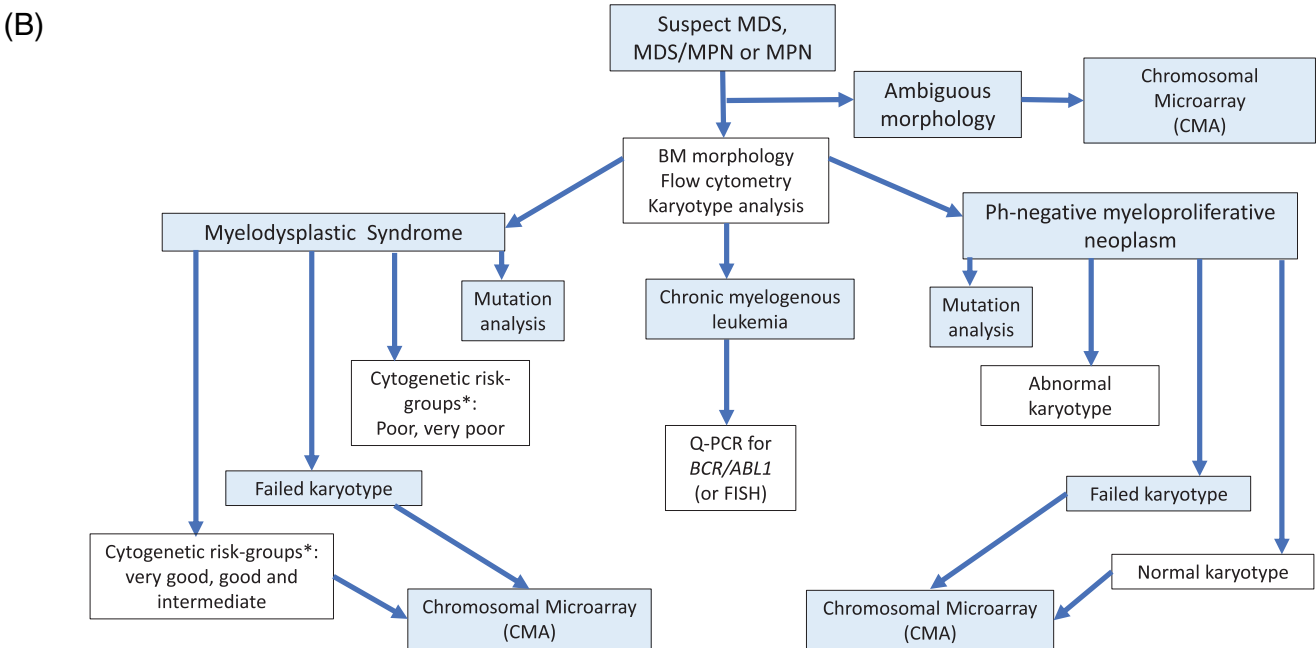 (B)
Suspect MDS,
MDS/MPN or MPN
Ambiguous
morphology
Chromosomal
Microarray
(CMA)
BM morphology
Flow cytometry
Karyotype analysis
Myelodysplastic Syndrome
Ph-negative myeloproliferative
neoplasm
Mutation
analysis
Chronic myelogenous
leukemia
Mutation
analysis
Cytogenetic risk-
groups*:
Poor, very poor
Abnormal
karyotype
Q-PCR for
BCR/ABL1
(or FISH)
Failed karyotype
Failed karyotype
Cytogenetic risk-groups*:
very good, good and
intermediate
Normal karyotype
Chromosomal Microarray
(CMA)
Chromosomal Microarray
(CMA)